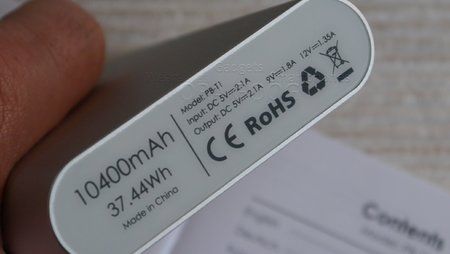 10400mAh
37.44Wh
Made in China
Model: PB-T1
Input: DC 5V⎓2.1A
Output: DC 5V⎓2.1A 9V⎓1.8A 12V⎓1.35A
CE RoHS
Contents